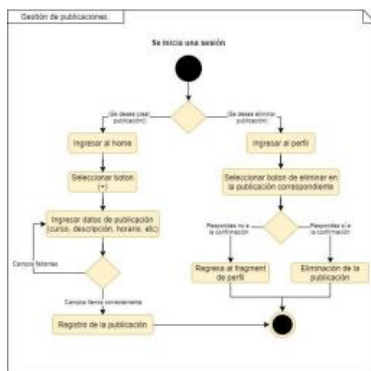 Gestión de publicaciones
Se inicia una sesión
(Se desea crear
publicación)
(Se desea eliminar
publicación)
Ingresar al home
Ingresar al perfil
Seleccionar boton
(+)
Seleccionar boton de eliminar en
la publicación correspondiente
Ingresar datos de publicación
(curso, descripción, horario, etc)
Respondes no a
la confirmación
Respondes sí a la
confirmación
Campos faltantes
Regresa al fragment
de perfil
Eliminación de la
publicación
Campos llenos correctamente
Registro de la publicación